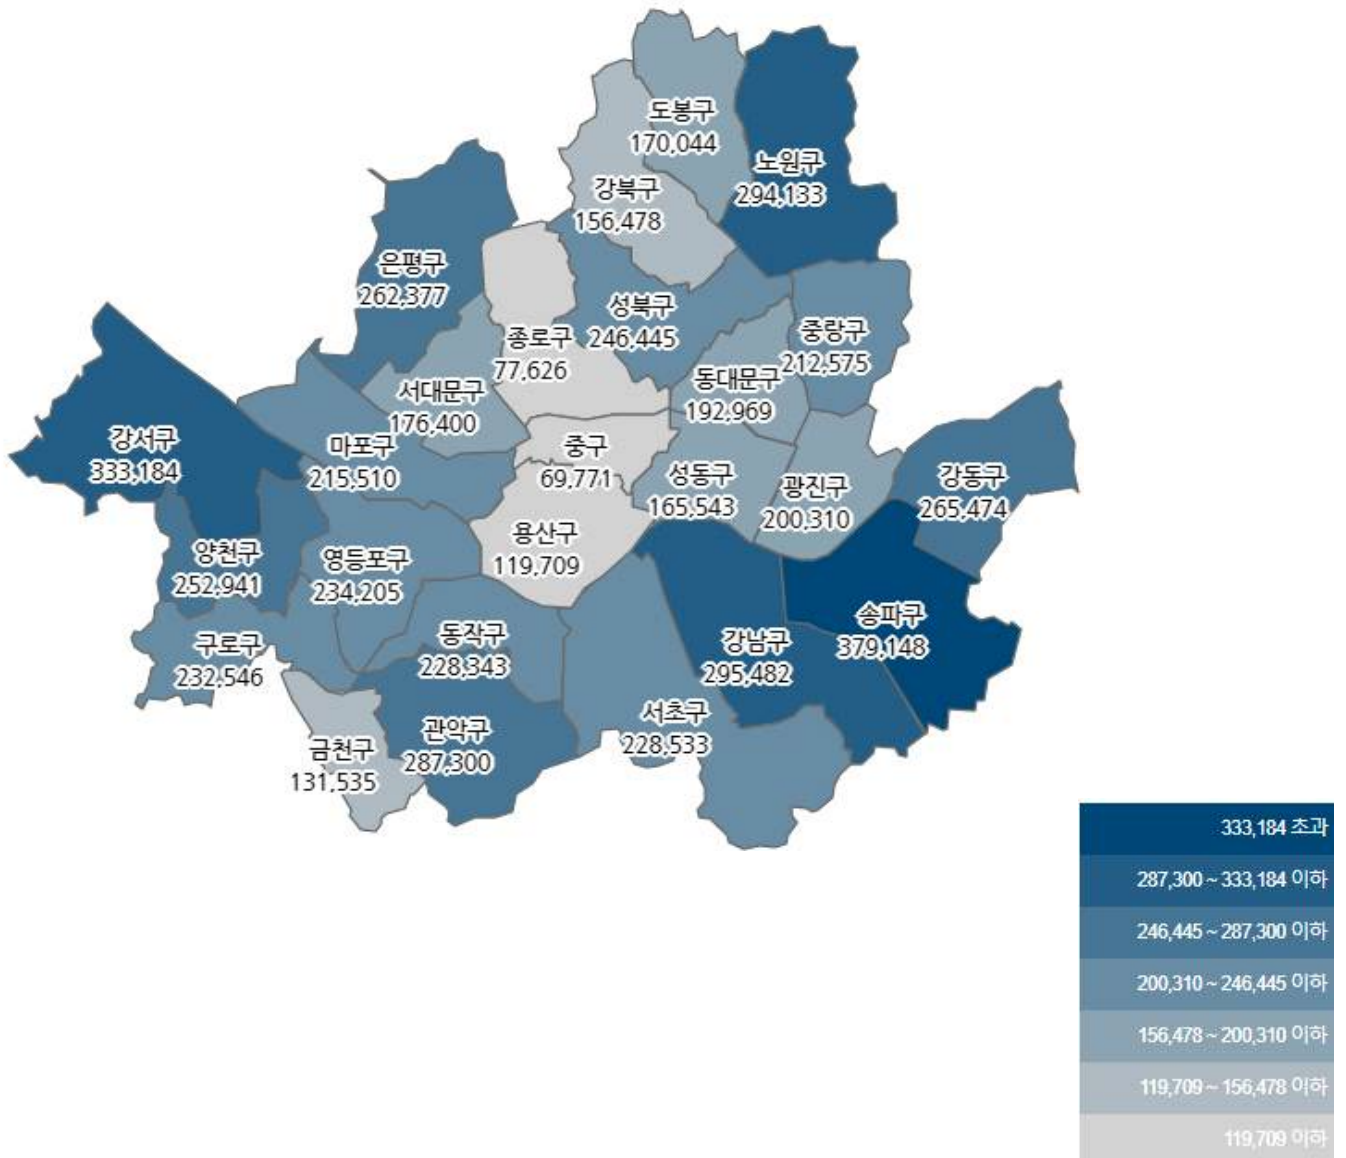 도봉구
170,044
노원구
294,133
강북구
156,478
은평구
262,377
성북구
246,445
종로구
77,626
중랑구
212,575
동대문구
192,969
서대문구
176,400
강서구
333,184
마포구
215,510
중구
69,771
성동구
165,543
광진구
200,310
강동구
265,474
용산구
119,709
양천구
252,941
영등포구
234,205
구로구
232,546
동작구
228,343
강남구
295,482
송파구
379,148
서초구
228,533
관악구
287,300
금천구
131,535
333,184 초과
287,300 ~ 333,184 이하
246,445 ~ 287,300 이하
200,310 ~ 246,445 이하
156,478 ~ 200,310 이하
119,709 ~ 156,478 이하
119,709 이하